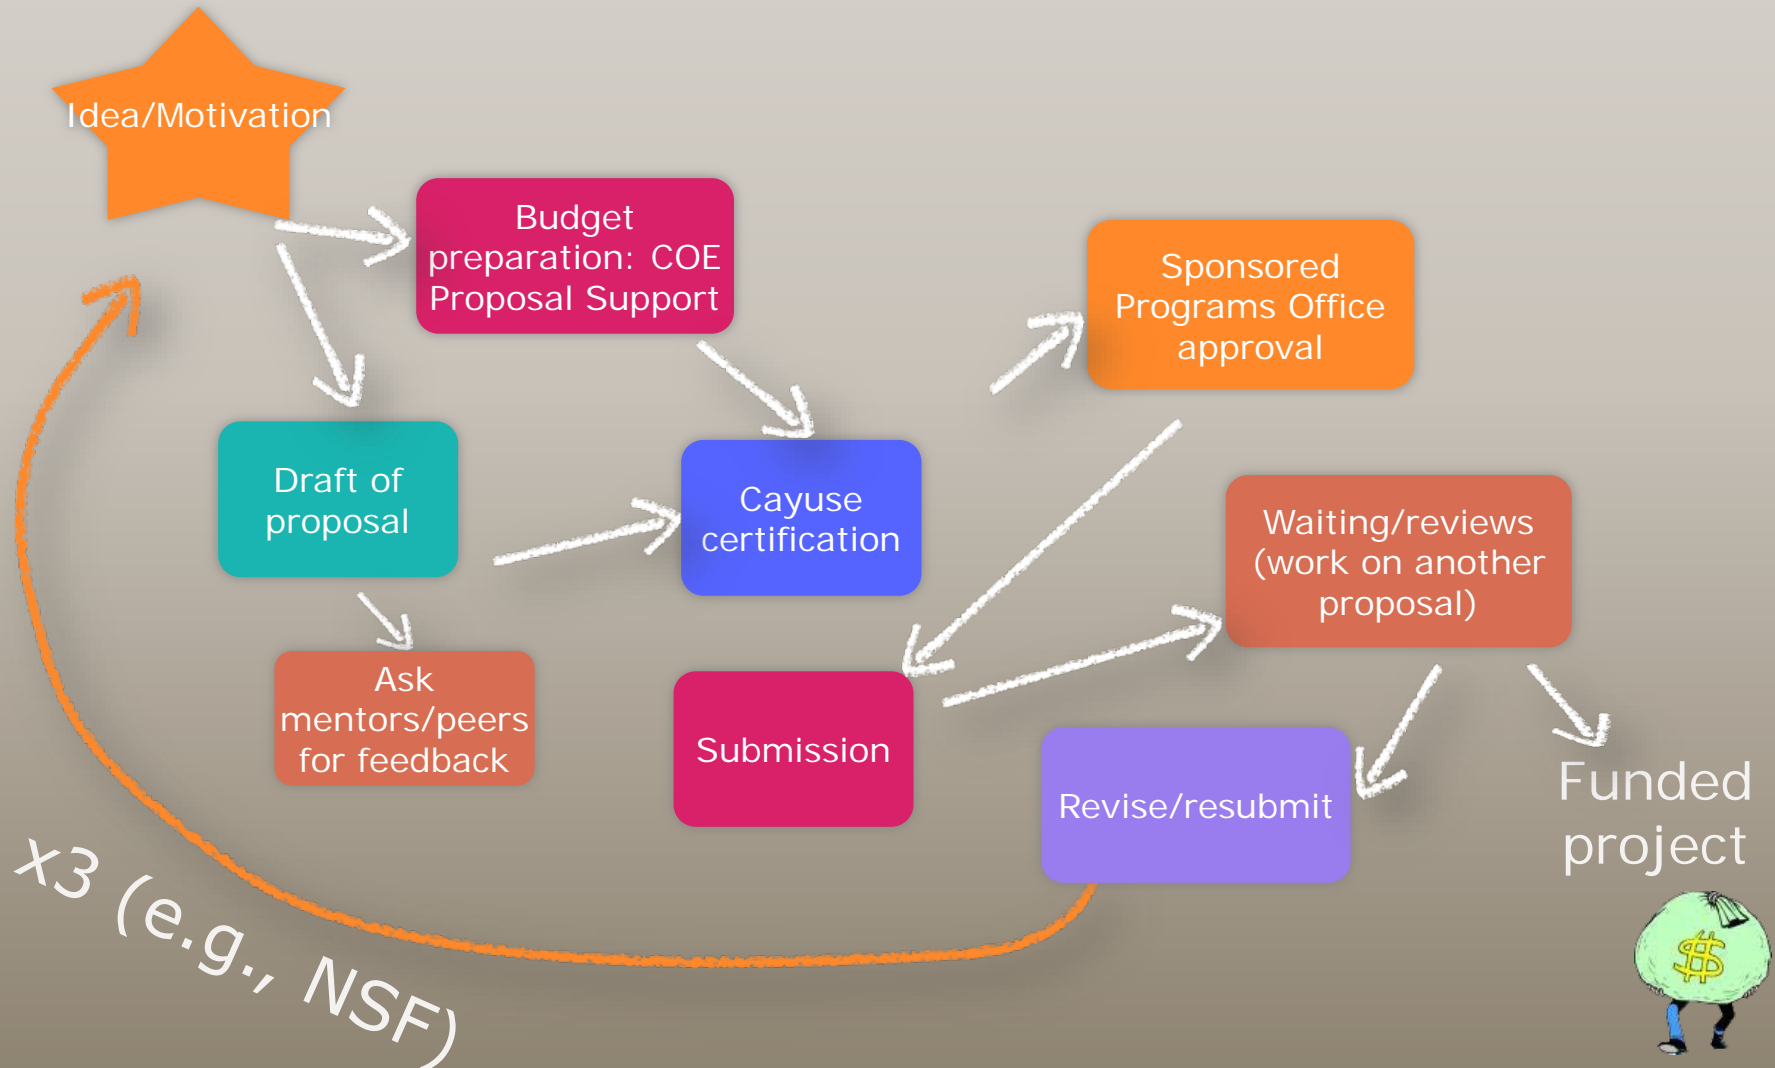 Idea/Motivation
Budget
preparation: COE
Proposal Support
Sponsored
Programs Office
approval
Draft of
proposal
Cayuse
certification
Waiting/reviews
(work on another
proposal)
Ask
mentors/peers
for feedback
Submission
Revise/resubmit
Funded
project
x3 (e.g., NSF)
$